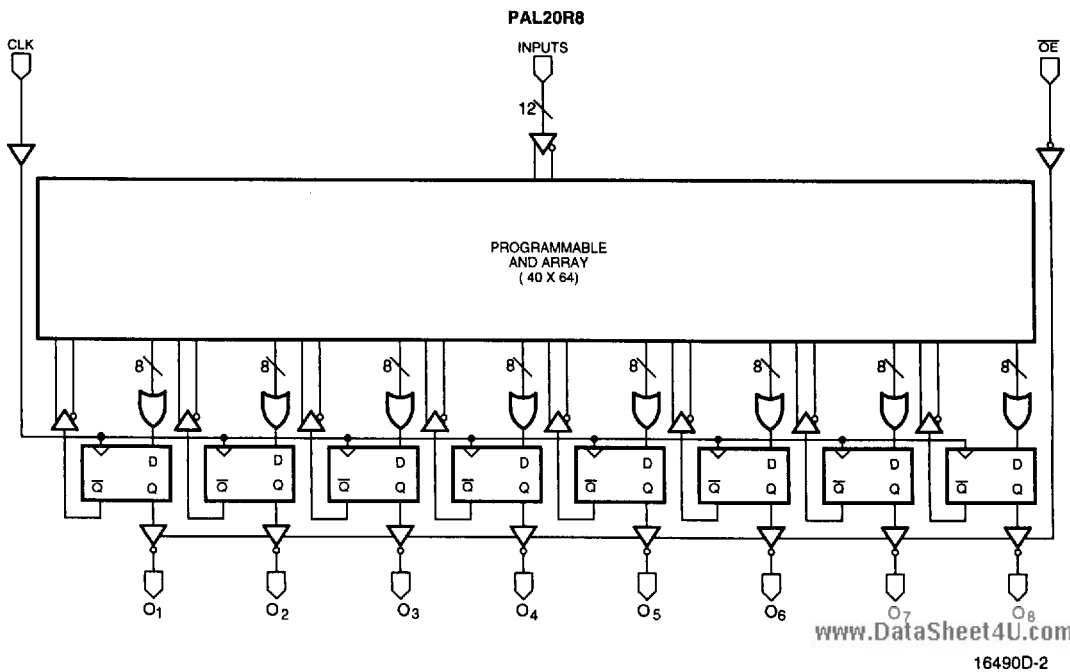 PAL20R8
CLK
INPUTS
OE
12
PROGRAMMABLE
AND ARRAY
( 40 X 64)
8 8 8 8 8 8 8 8
D D D D D D D D
Q Q Q Q Q Q Q Q Q Q Q Q Q Q Q Q
O1 O2 O3 O4 O5 O6 O7 O8
www.DataSheet4U.com
16490D-2